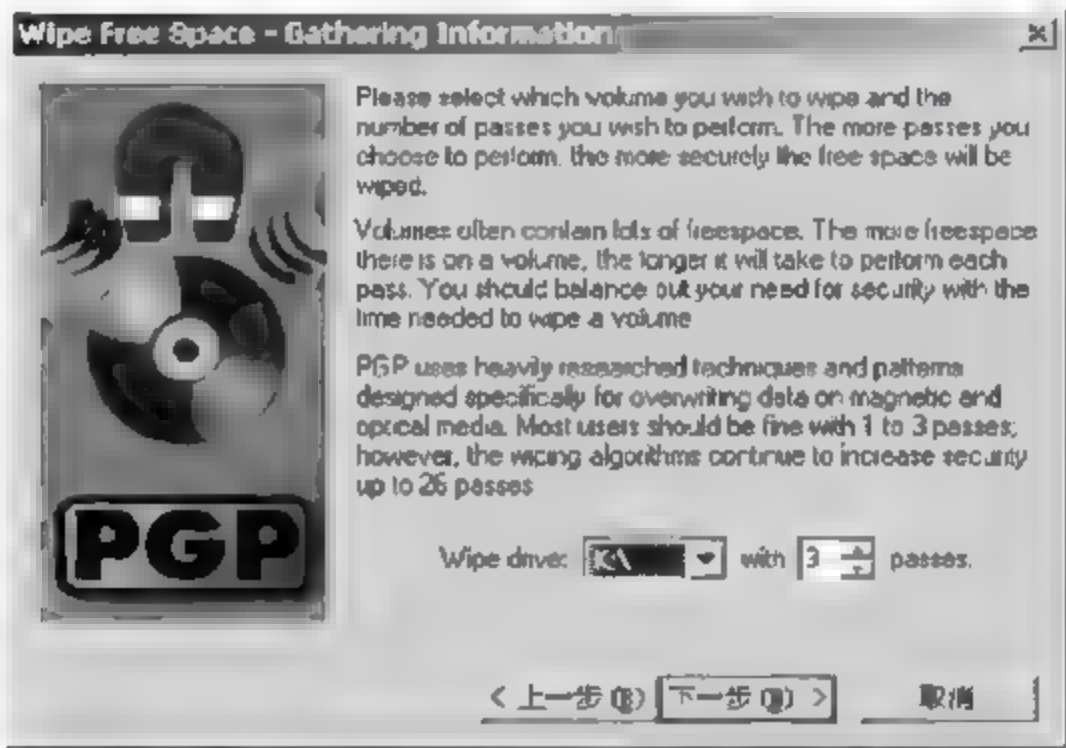 Wipe Free Space - Gathering Information
Please select which volume you wish to wipe and the
number of passes you wish to perform. The more passes you
choose to perform, the more securely the free space will be
wiped.
Volumes often contain lots of freespace. The more freespace
there is on a volume, the longer it will take to perform each
pass. You should balance out your need for security with the
time needed to wipe a volume
PGP uses heavily researched techniques and patterns
designed specifically for overwriting data on magnetic and
optical media. Most users should be fine with 1 to 3 passes;
however, the wiping algorithms continue to increase security
up to 26 passes
PGP
Wipe drive: K:\ with 3 passes.
< 上一步(B) 下一步(N) > 取消